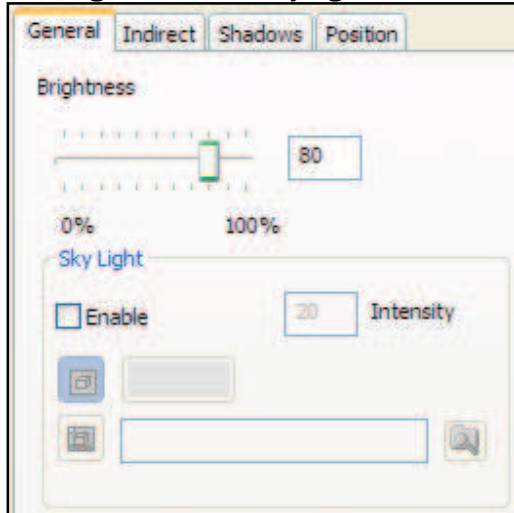 General Indirect Shadows Position
Brightness
80
0% 100%
Sky Light
Enable 20 Intensity